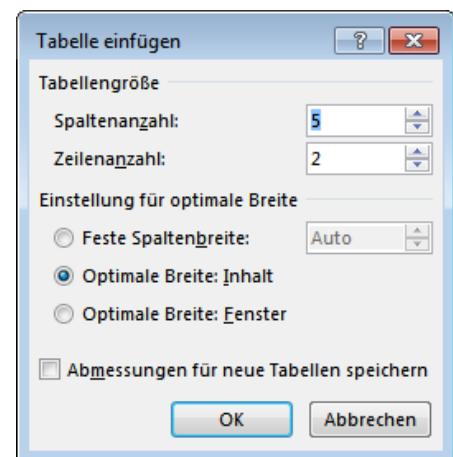 Tabelle einfügen
Tabellengröße
Spaltenanzahl: 5
Zeilenanzahl: 2
Einstellung für optimale Breite
Feste Spaltenbreite: Auto
Optimale Breite: Inhalt
Optimale Breite: Fenster
Abmessungen für neue Tabellen speichern
OK Abbrechen